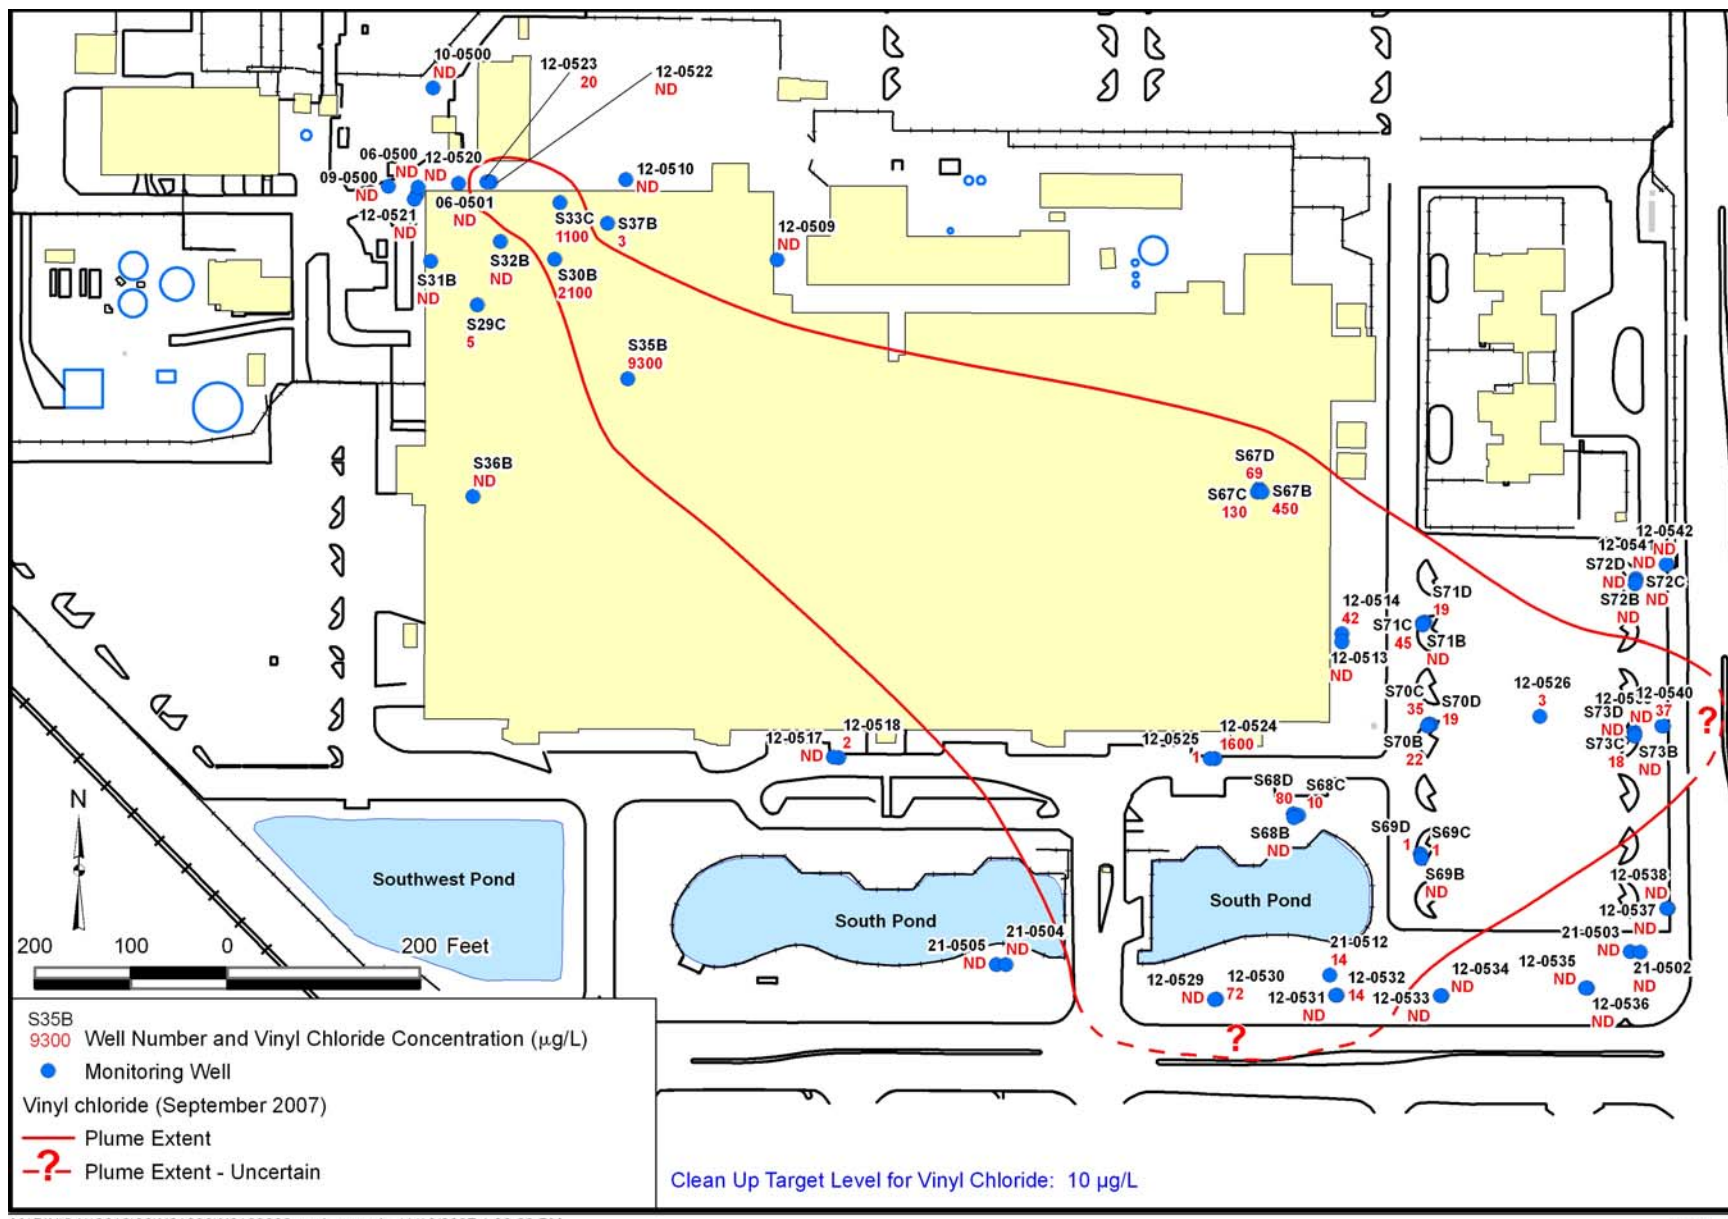 10-0500
ND
12-0523
20
12-0522
ND
06-0500
ND
12-0520
ND
09-0500
ND
12-0510
ND
06-0501
ND
12-0521
ND
S33C
1100
S37B
3
12-0509
ND
S32B
ND
S30B
2100
S31B
ND
S29C
5
S35B
9300
S36B
ND
S67D
69
S67C
130
S67B
450
12-0542
ND
12-0541
ND
S72D
ND
S72C
ND
S72B
ND
12-0514
42
S71D
19
S71C
45
S71B
ND
12-0513
ND
S70C
35
S70D
19
S70B
22
12-0526
3
12-0540
37
ND
S73D
S73C
18
S73B
ND
?
12-0517
ND
12-0518
2
12-0525
1
12-0524
1600
S68D
80
S68C
10
S68B
ND
S69D
1
S69C
1
S69B
ND
12-0538
ND
12-0537
ND
21-0503
ND
21-0502
ND
12-0535
ND
12-0536
ND
12-0534
ND
12-0533
ND
21-0512
14
12-0532
14
12-0531
ND
12-0530
72
12-0529
ND
?
21-0504
ND
21-0505
ND
Southwest Pond
South Pond
South Pond
N
200 100 0 200 Feet
S35B
9300
Well Number and Vinyl Chloride Concentration (µg/L)
Monitoring Well
Vinyl chloride (September 2007)
Plume Extent
? Plume Extent - Uncertain
Clean Up Target Level for Vinyl Chloride: 10 µg/L